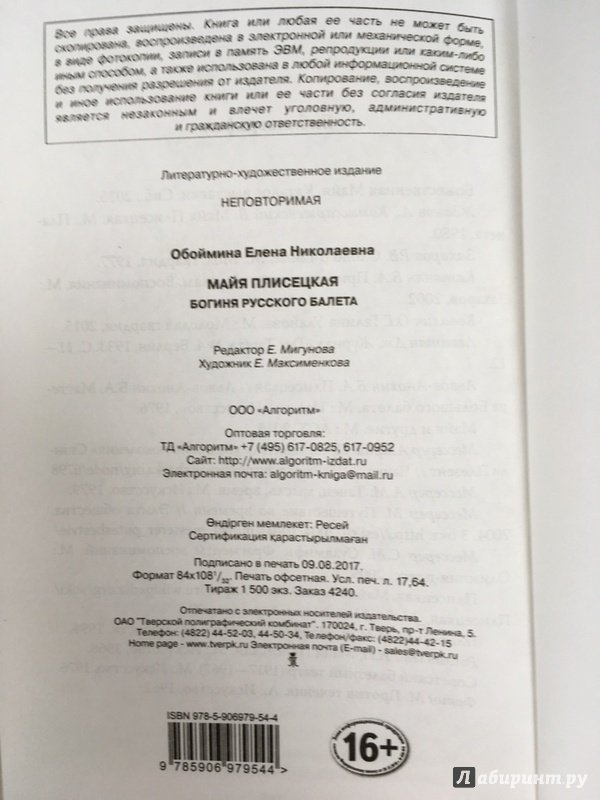 Все права защищены. Книга или любая ее часть не может быть
скопирована, воспроизведена в электронной или механической форме,
в виде фотокопии, записи в память ЭВМ, репродукции или каким-либо
иным способом, а также использована в любой информационной системе
без получения разрешения от издателя. Копирование, воспроизведение
и иное использование книги или ее части без согласия издателя
является незаконным и влечет уголовную, административную
и гражданскую ответственность.
Литературно-художественное издание
НЕПОВТОРИМАЯ
Обоймина Елена Николаевна
МАЙЯ ПЛИСЕЦКАЯ
БОГИНЯ РУССКОГО БАЛЕТА
Редактор Е. Мигунова
Художник Е. Максименкова
ООО «Алгоритм»
Оптовая торговля:
ТД «Алгоритм» +7 (495) 617-0825, 617-0952
Сайт: http://www.algoritm-izdat.ru
Электронная почта: algoritm-kniga@mail.ru
Өндірген мемлекет: Ресей
Сертификация қарастырылмаған
Подписано в печать 09.08.2017.
Формат 84х108 1/32. Печать офсетная. Усл. печ. л. 17,64.
Тираж 1 500 экз. Заказ 4240.
Отпечатано с электронных носителей издательства.
ОАО "Тверской полиграфический комбинат". 170024, г. Тверь, пр-т Ленина, 5.
Телефон: (4822) 44-52-03, 44-50-34, Телефон/факс: (4822)44-42-15
Home page - www.tverpk.ru Электронная почта (E-mail) - sales@tverpk.ru
ISBN 978-5-906979-54-4
9 785906 979544 >
16+
Лабиринт.ру